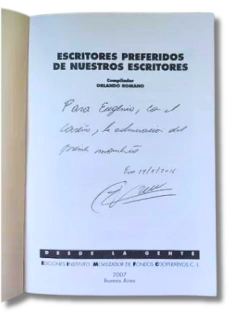 ESCRITORES PREFERIDOS
DE NUESTROS ESCRITORES
Compilador
ORLANDO ROMANO
Para Eugenio, con el
cariño, la admiración del
DESDE LA GENTE
EDICIONES INSTITUTO MOVILIZADOR DE FONDOS COOPERATIVOS C. L.
2007
Buenos Aires